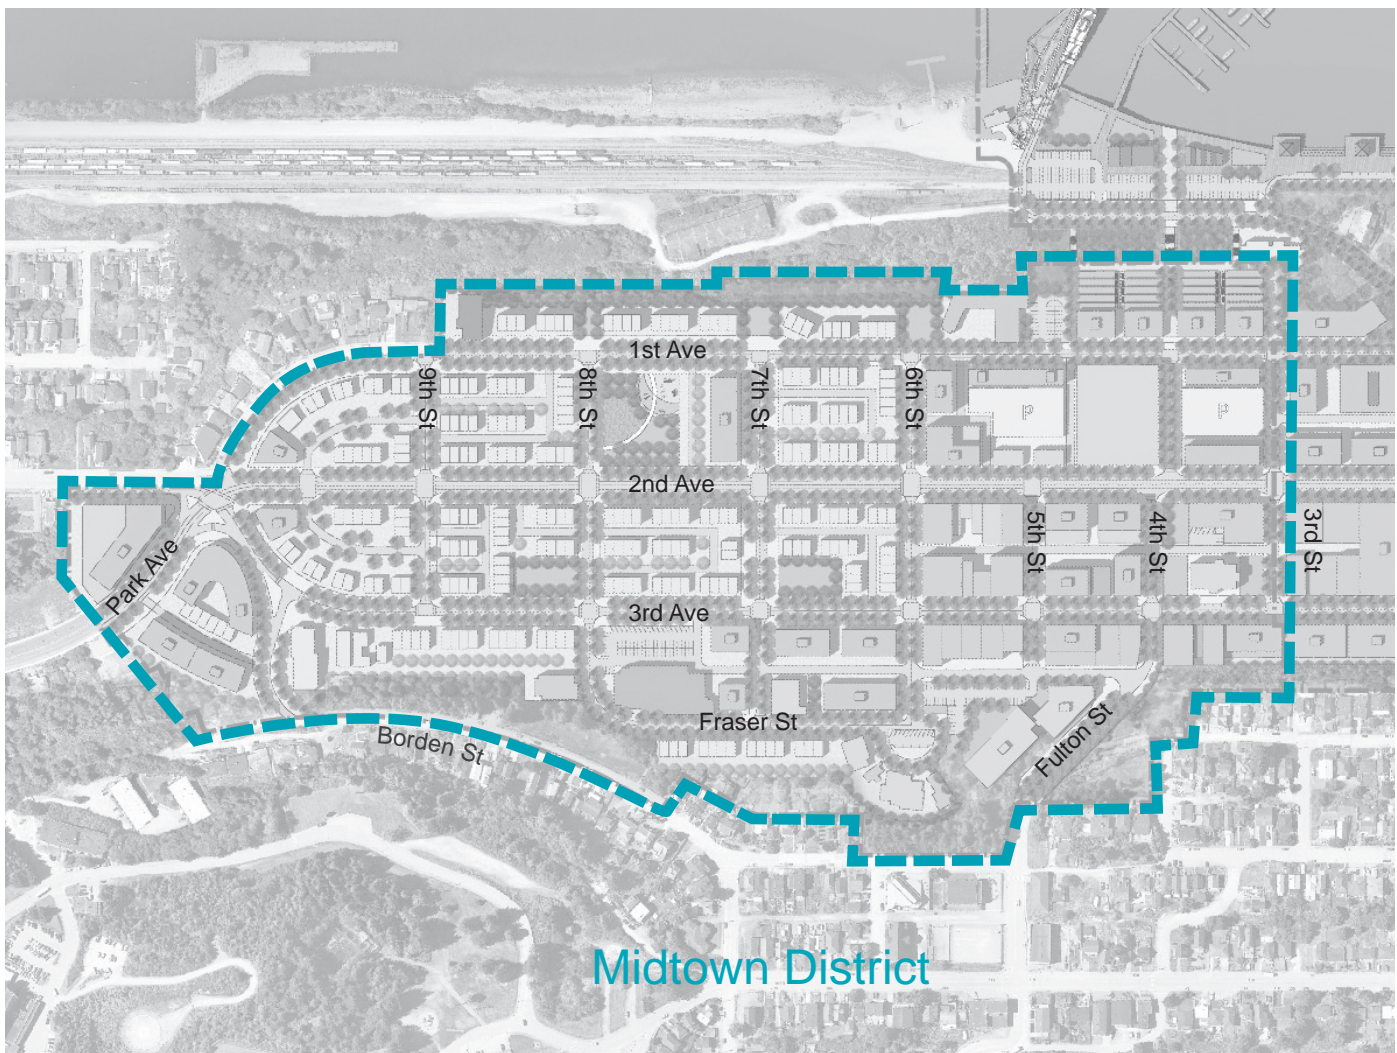 1st Ave
9th St
8th St
7th St
6th St
P
P
2nd Ave
5th St
4th St
3rd St
Park Ave
3rd Ave
Fraser St
Borden St
Fulton St
Midtown District